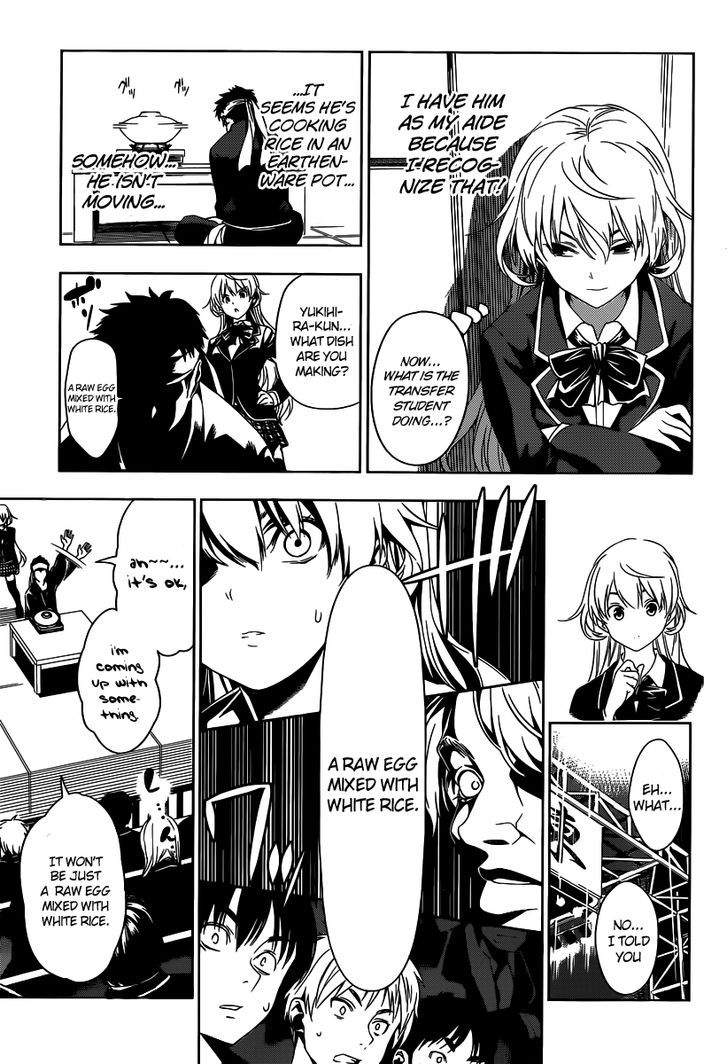 I HAVE HIM
AS MY AIDE
BECAUSE
I RECOG-
NIZE THAT!
NOW...
WHAT IS THE
TRANSFER
STUDENT
DOING...?
...IT
SEEMS HE'S
COOKING
RICE IN AN
EARTHEN-
WARE POT...
SOMEHOW...
HE ISN'T
MOVING...
YUKIHI-
RA-KUN...
WHAT DISH
ARE YOU
MAKING?
A RAW EGG
MIXED WITH
WHITE RICE.
EH...
WHAT...
東
NO...
I TOLD
YOU
A RAW EGG
MIXED WITH
WHITE RICE.
ah~~...
it's ok,
i'm
coming
up with
some-
thing.
IT WON'T
BE JUST
A RAW EGG
MIXED WITH
WHITE RICE.